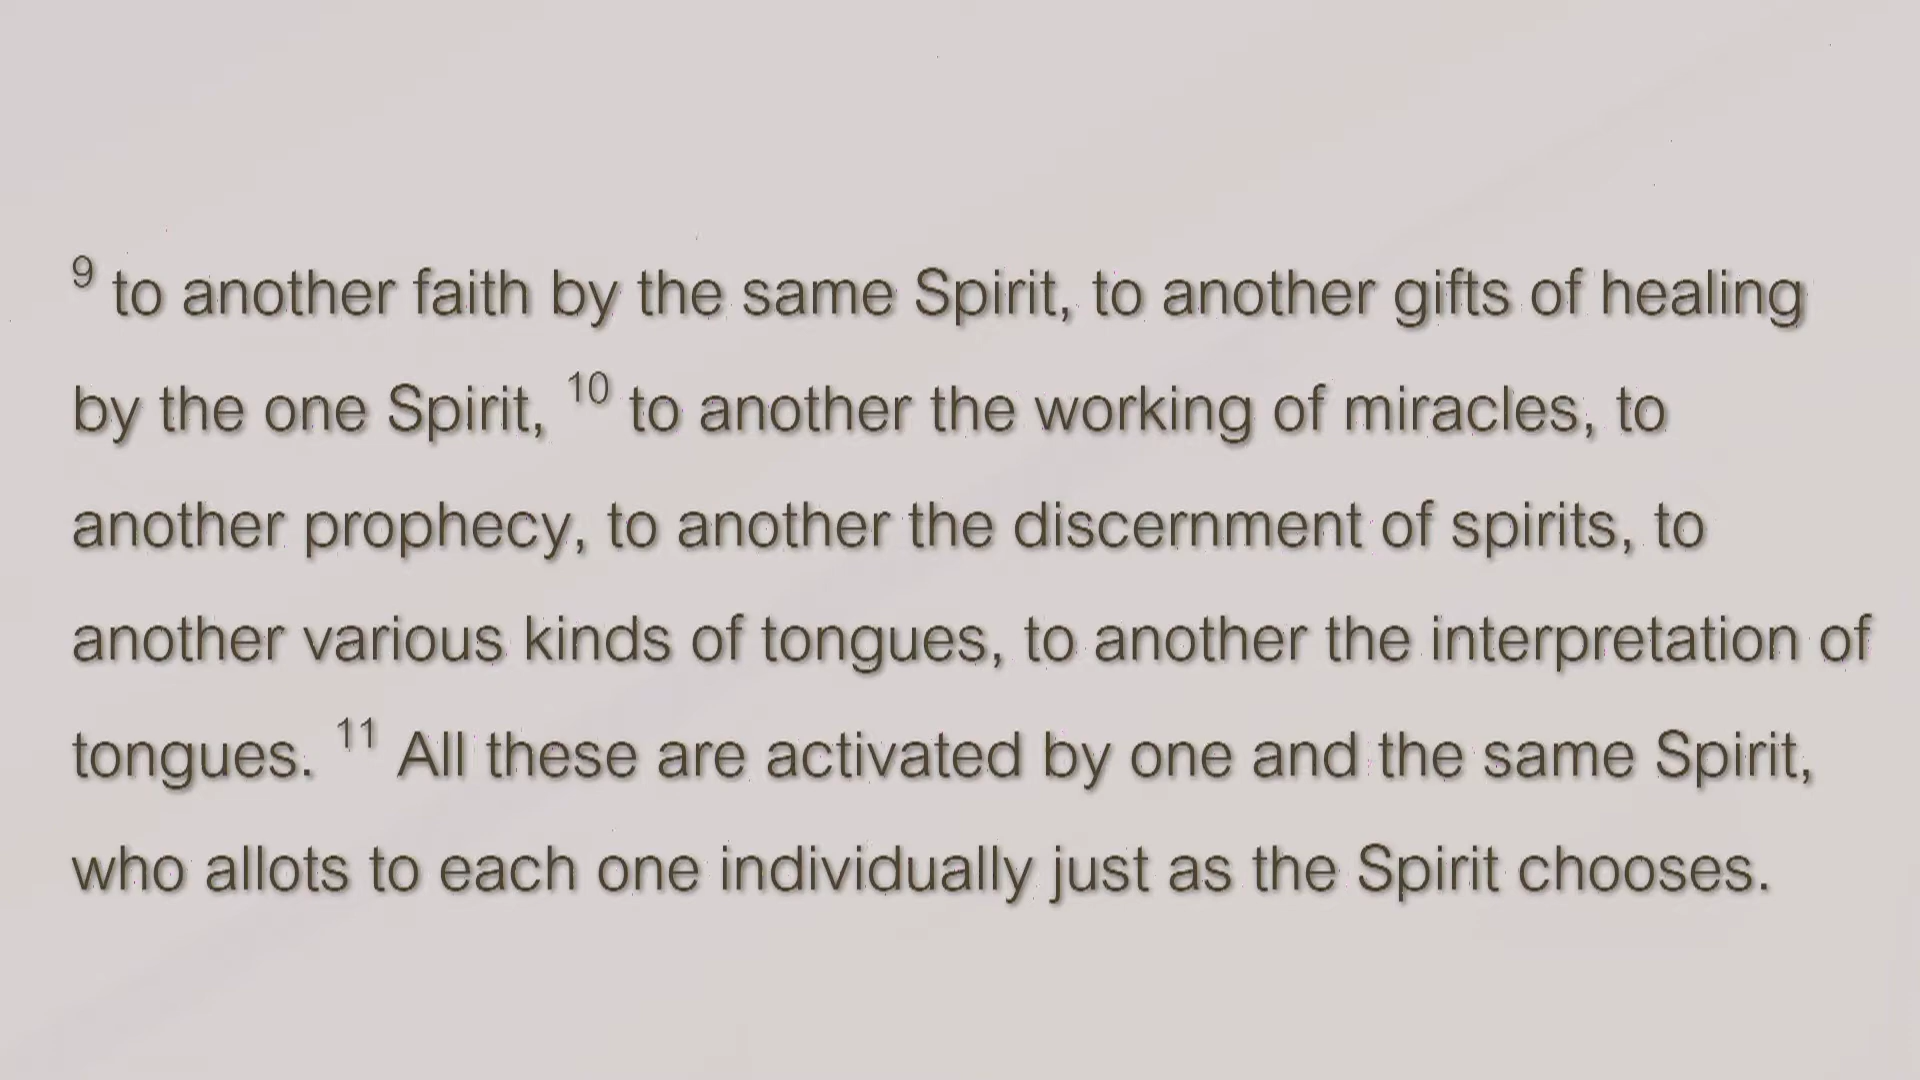 9 to another faith by the same Spirit, to another gifts of healing
by the one Spirit, 10 to another the working of miracles, to
another prophecy, to another the discernment of spirits, to
another various kinds of tongues, to another the interpretation of
tongues. 11 All these are activated by one and the same Spirit,
who allots to each one individually just as the Spirit chooses.